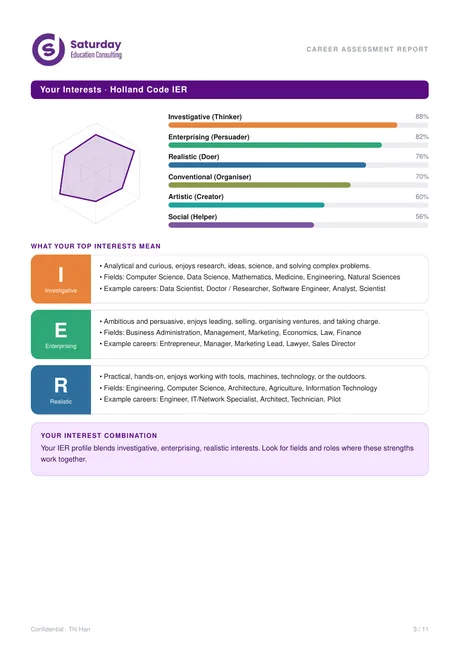 Saturday
Education Consulting
CAREER ASSESSMENT REPORT
Your Interests · Holland Code IER
Investigative (Thinker) 88%
Enterprising (Persuader) 82%
Realistic (Doer) 76%
Conventional (Organiser) 70%
Artistic (Creator) 60%
Social (Helper) 56%
WHAT YOUR TOP INTERESTS MEAN
I
Investigative
• Analytical and curious, enjoys research, ideas, science, and solving complex problems.
• Fields: Computer Science, Data Science, Mathematics, Medicine, Engineering, Natural Sciences
• Example careers: Data Scientist, Doctor / Researcher, Software Engineer, Analyst, Scientist
E
Enterprising
• Ambitious and persuasive, enjoys leading, selling, organising ventures, and taking charge.
• Fields: Business Administration, Management, Marketing, Economics, Law, Finance
• Example careers: Entrepreneur, Manager, Marketing Lead, Lawyer, Sales Director
R
Realistic
• Practical, hands-on, enjoys working with tools, machines, technology, or the outdoors.
• Fields: Engineering, Computer Science, Architecture, Agriculture, Information Technology
• Example careers: Engineer, IT/Network Specialist, Architect, Technician, Pilot
YOUR INTEREST COMBINATION
Your IER profile blends investigative, enterprising, realistic interests. Look for fields and roles where these strengths
work together.
Confidential · Thi Han
3 / 11